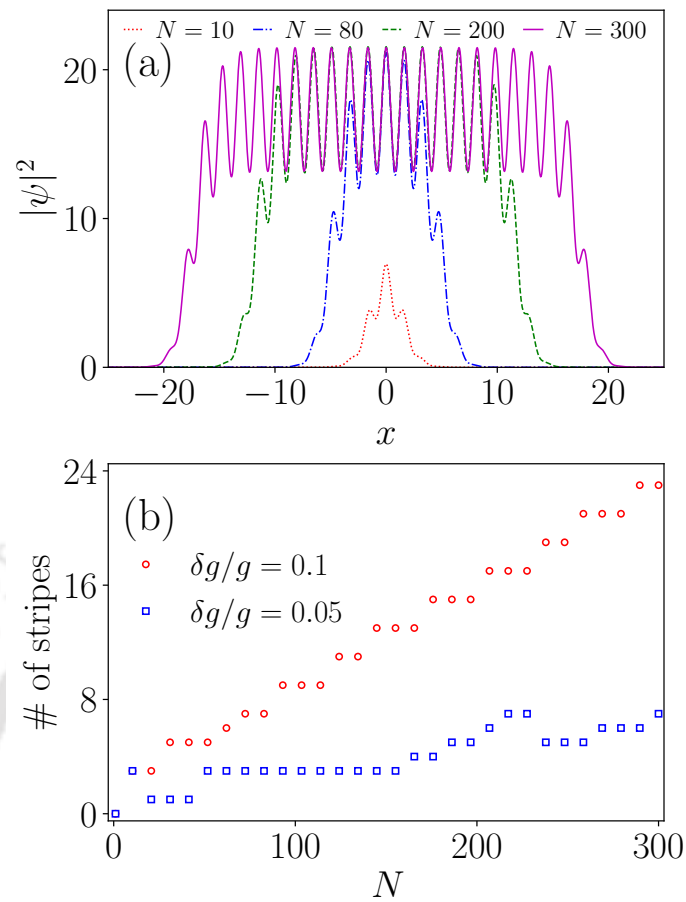 N = 10 N = 80 N = 200 N = 300
(a)
20
10
0
|ψ|²
−20 −10 0 10 20
x
24
(b)
16
8
0
# of stripes
δg/g = 0.1
δg/g = 0.05
0 100 200 300
N